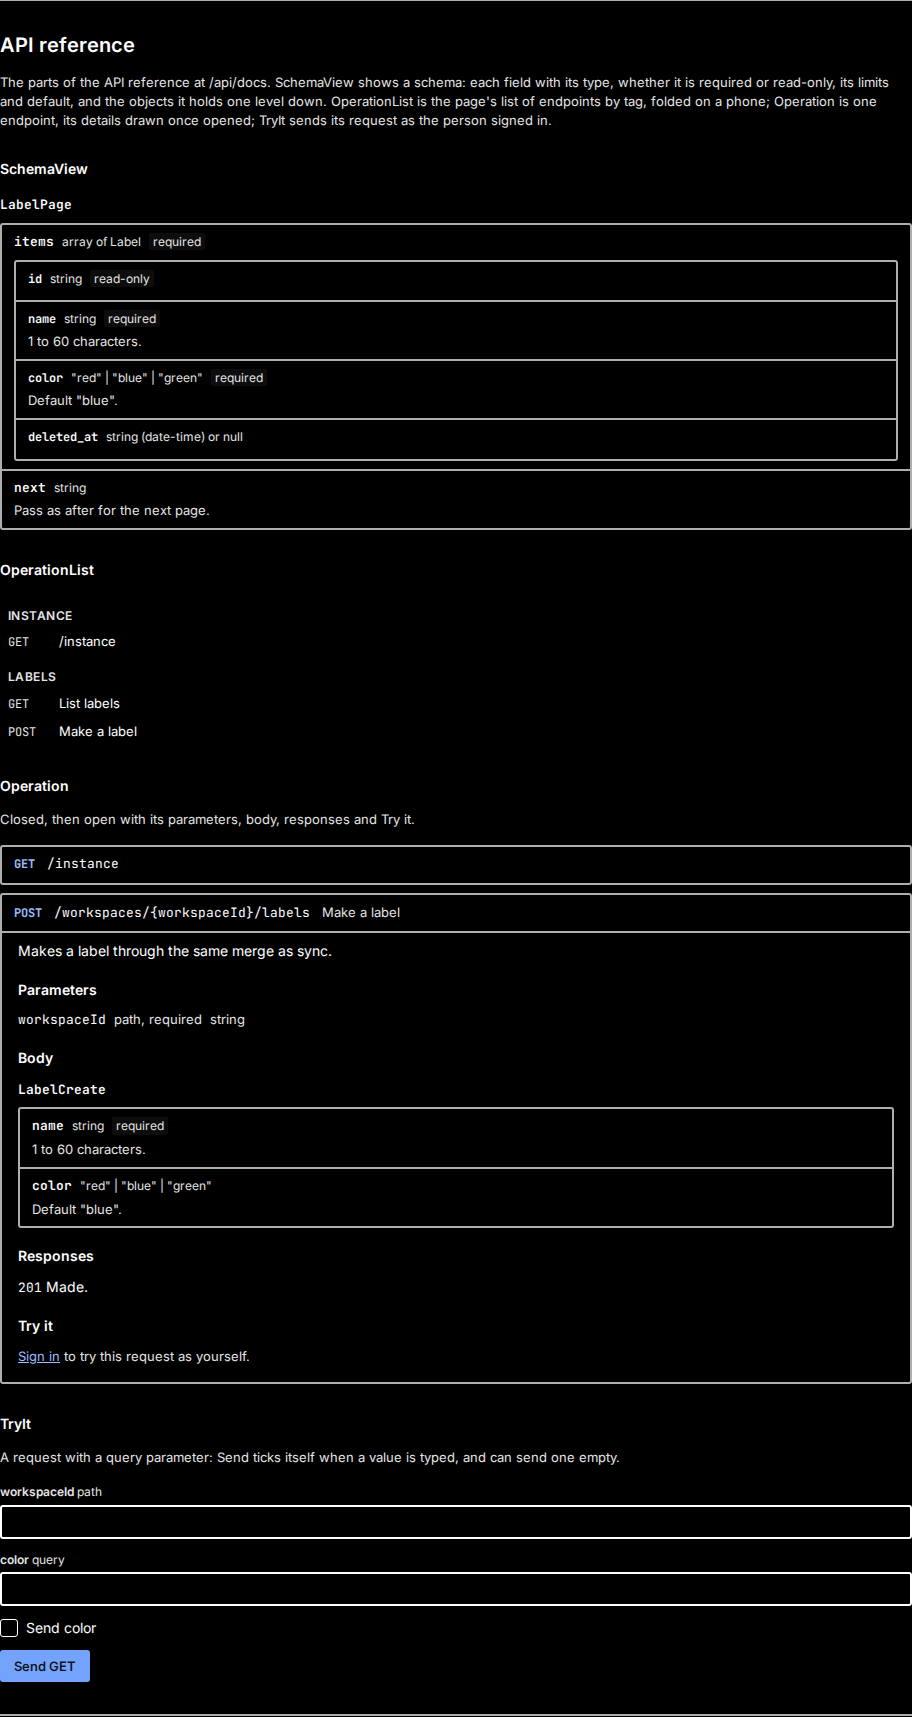 API reference
The parts of the API reference at /api/docs. SchemaView shows a schema: each field with its type, whether it is required or read-only, its limits
and default, and the objects it holds one level down. OperationList is the page's list of endpoints by tag, folded on a phone; Operation is one
endpoint, its details drawn once opened; TryIt sends its request as the person signed in.
SchemaView
LabelPage
items array of Label required
id string read-only
name string required
1 to 60 characters.
color "red" | "blue" | "green" required
Default "blue".
deleted_at string (date-time) or null
next string
Pass as after for the next page.
OperationList
INSTANCE
GET /instance
LABELS
GET List labels
POST Make a label
Operation
Closed, then open with its parameters, body, responses and Try it.
GET /instance
POST /workspaces/{workspaceId}/labels Make a label
Makes a label through the same merge as sync.
Parameters
workspaceId path, required string
Body
LabelCreate
name string required
1 to 60 characters.
color "red" | "blue" | "green"
Default "blue".
Responses
201 Made.
Try it
Sign in to try this request as yourself.
TryIt
A request with a query parameter: Send ticks itself when a value is typed, and can send one empty.
workspaceId path
color query
Send color
Send GET